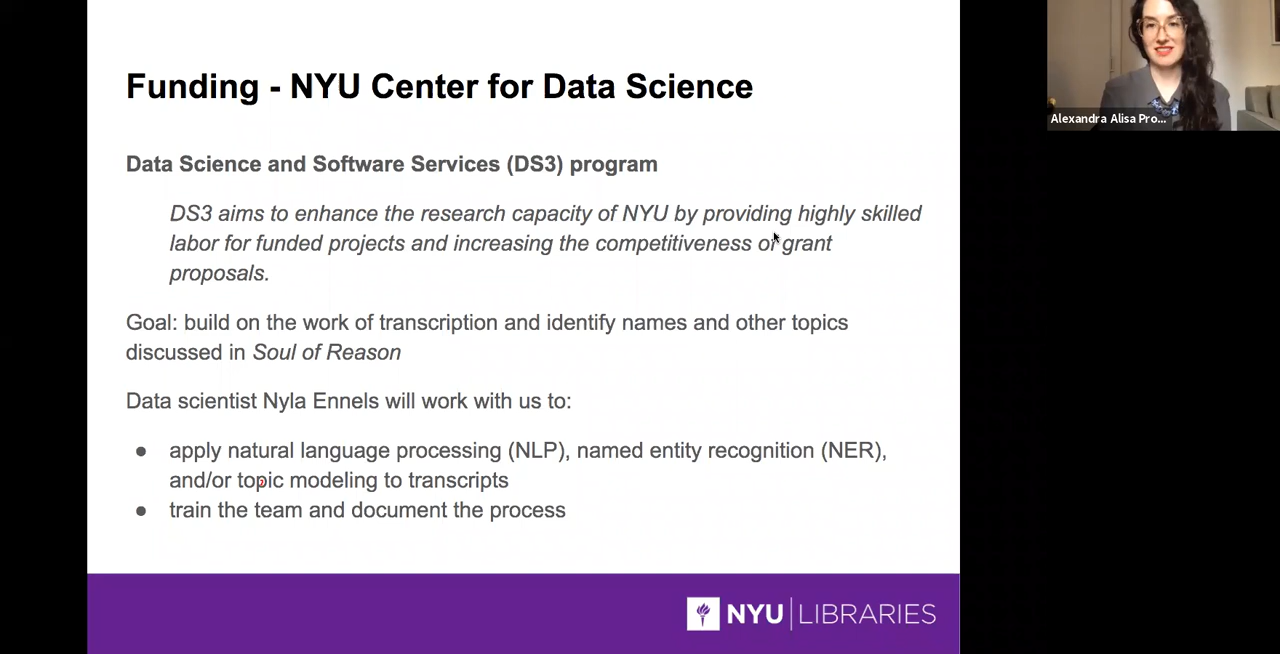 Funding - NYU Center for Data Science
Data Science and Software Services (DS3) program
DS3 aims to enhance the research capacity of NYU by providing highly skilled
labor for funded projects and increasing the competitiveness of grant
proposals.
Goal: build on the work of transcription and identify names and other topics
discussed in Soul of Reason
Data scientist Nyla Ennels will work with us to:
● apply natural language processing (NLP), named entity recognition (NER),
and/or topic modeling to transcripts
● train the team and document the process
NYU | LIBRARIES
Alexandra Alisa Pro...